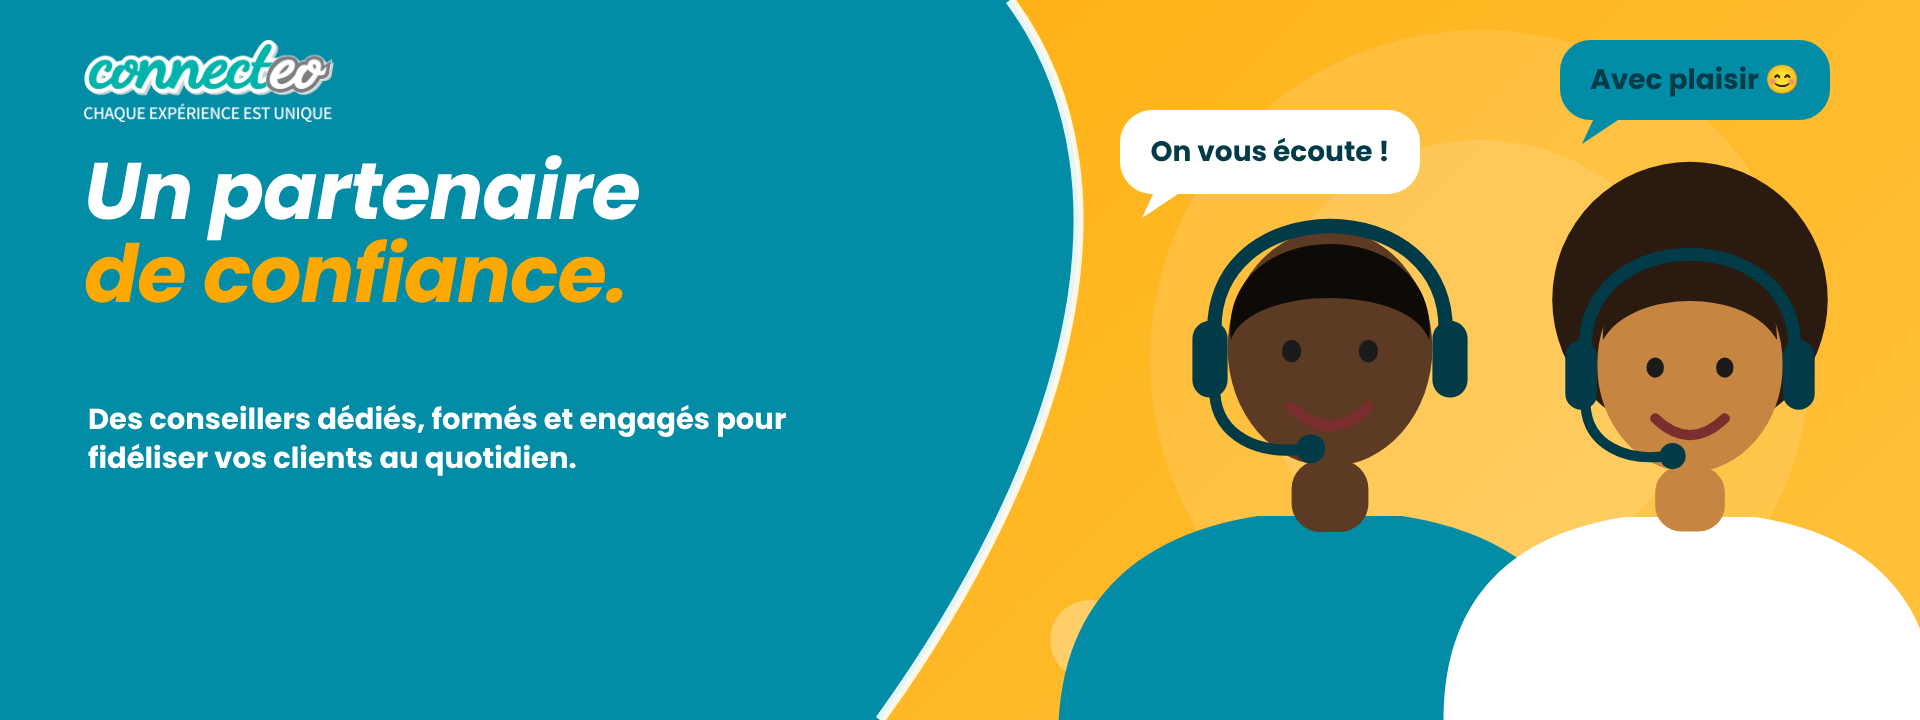 connecteo
CHAQUE EXPÉRIENCE EST UNIQUE
Un partenaire
de confiance.
Des conseillers dédiés, formés et engagés pour
fidéliser vos clients au quotidien.
On vous écoute !
Avec plaisir 😊